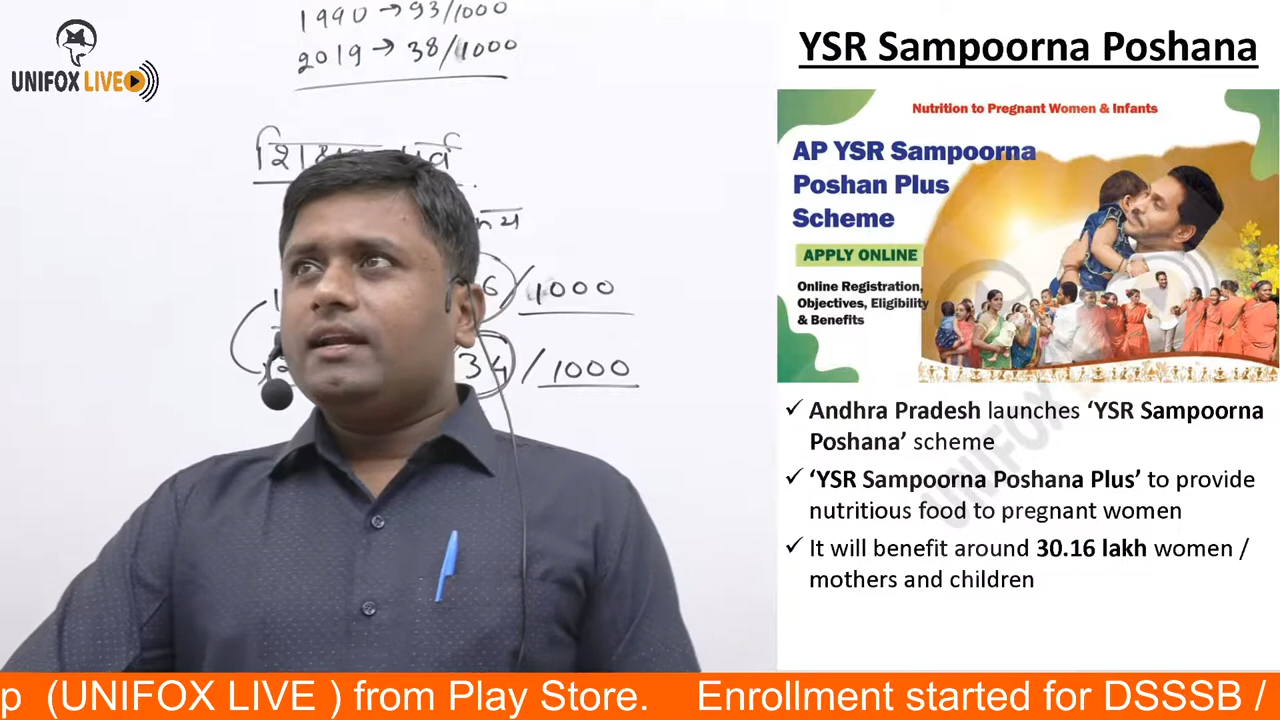 1990 → 93/1000
2019 → 38/1000
UNIFOX LIVE
6/1000
34/1000
YSR Sampoorna Poshana
Nutrition to Pregnant Women & Infants
AP YSR Sampoorna
Poshan Plus
Scheme
APPLY ONLINE
Online Registration,
Objectives, Eligibility
& Benefits
✓ Andhra Pradesh launches ‘YSR Sampoorna
Poshana’ scheme
✓ ‘YSR Sampoorna Poshana Plus’ to provide
nutritious food to pregnant women
✓ It will benefit around 30.16 lakh women /
mothers and children
p (UNIFOX LIVE ) from Play Store. Enrollment started for DSSSB /